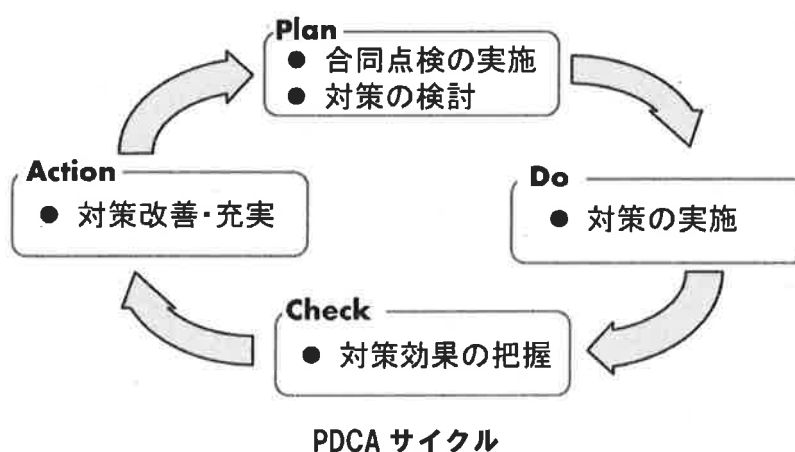 Plan
● 合同点検の実施
● 対策の検討
Do
● 対策の実施
Check
● 対策効果の把握
Action
● 対策改善・充実
PDCA サイクル